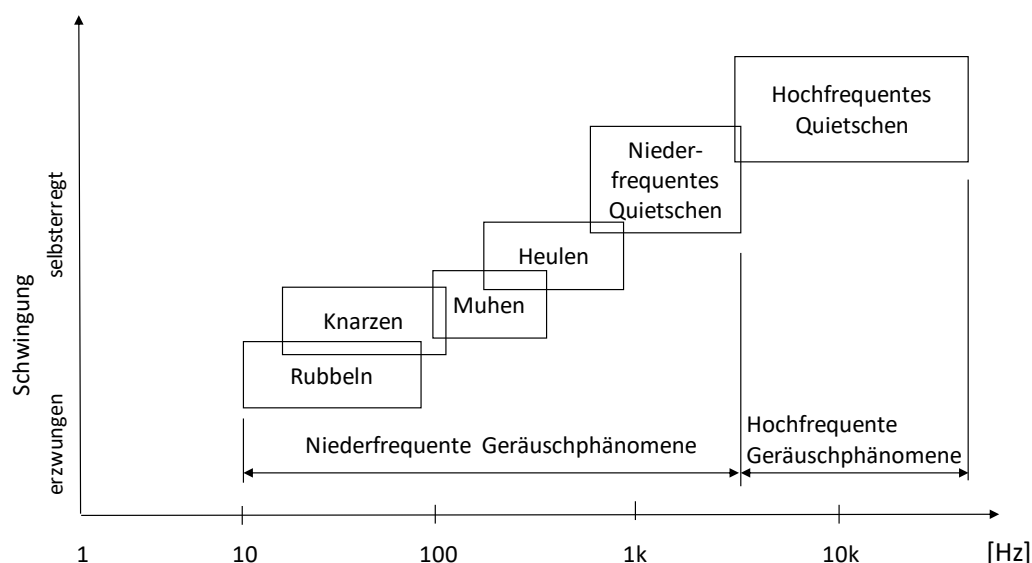 Hochfrequentes
Quietschen
Nieder-
frequentes
Quietschen
Heulen
Muhen
Knarzen
Rubbeln
Schwingung
selbsterregt
erzwungen
Niederfrequente Geräuschphänomene
Hochfrequente
Geräuschphänomene
1 10 100 1k 10k [Hz]